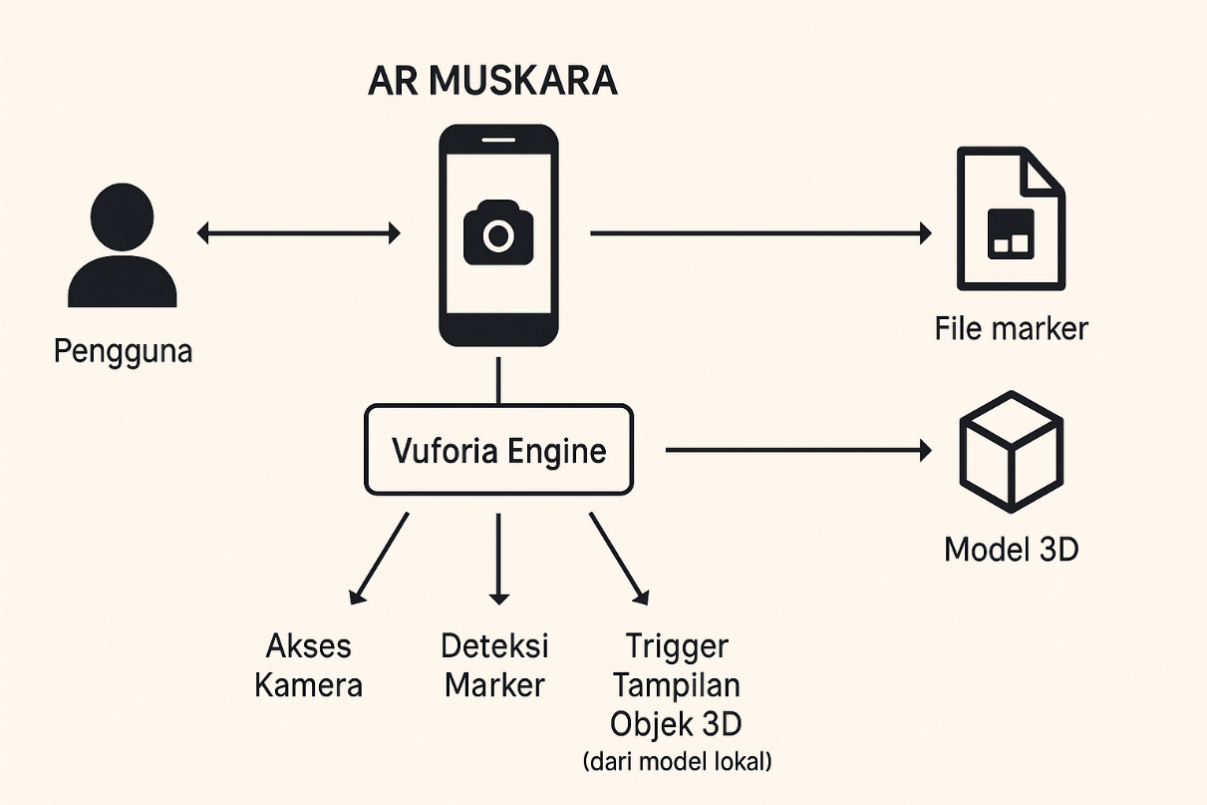 AR MUSKARA
Pengguna
File marker
Vuforia Engine
Model 3D
Akses
Kamera
Deteksi
Marker
Trigger
Tampilan
Objek 3D
(dari model lokal)